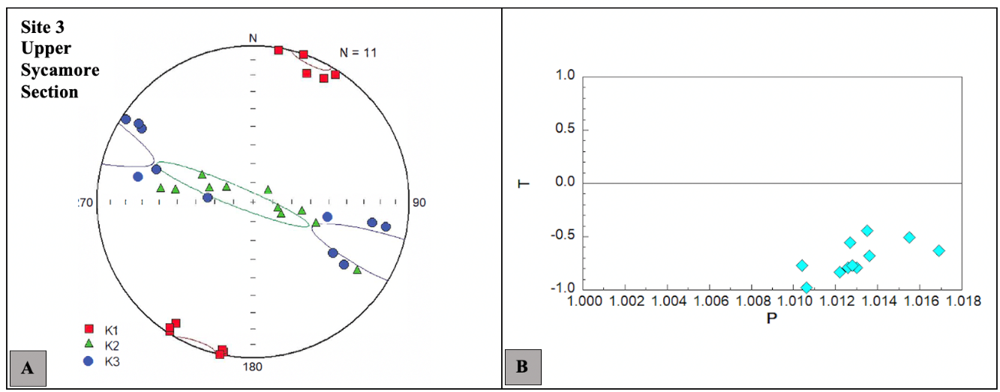 Site 3
Upper
Sycamore
Section
N
N = 11
:70
90
180
K1
K2
K3
A
1.0
0.5
0.0
-0.5
-1.0
T
1.000 1.002 1.004 1.006 1.008 1.010 1.012 1.014 1.016 1.018
P
B